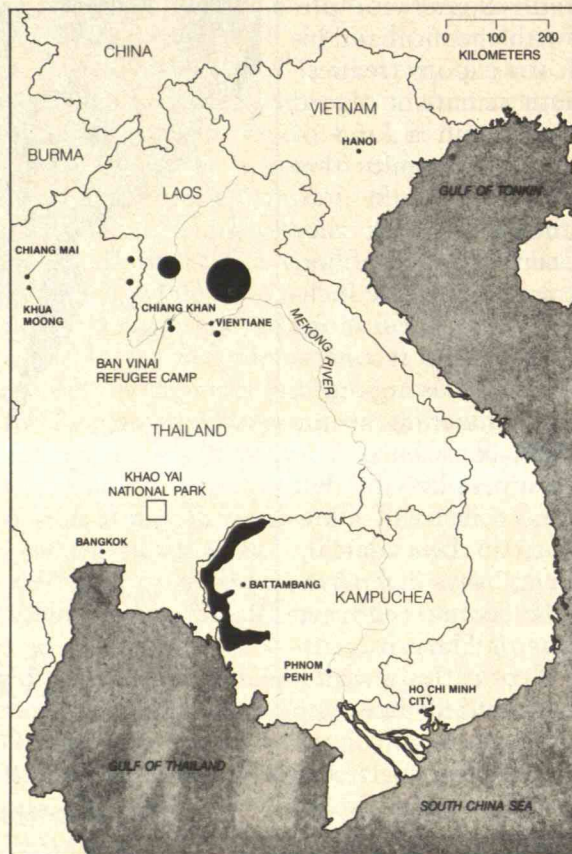 0 100 200
KILOMETERS
CHINA
VIETNAM
HANOI
BURMA
GULF OF TONKIN
LAOS
CHIANG MAI
KHUA
MOONG
CHIANG KHAN
VIENTIANE
BAN VINAI
REFUGEE CAMP
MEKONG RIVER
THAILAND
KHAO YAI
NATIONAL PARK
BANGKOK
BATTAMBANG
KAMPUCHEA
PHNOM
PENH
HO CHI MINH
CITY
GULF OF THAILAND
SOUTH CHINA SEA